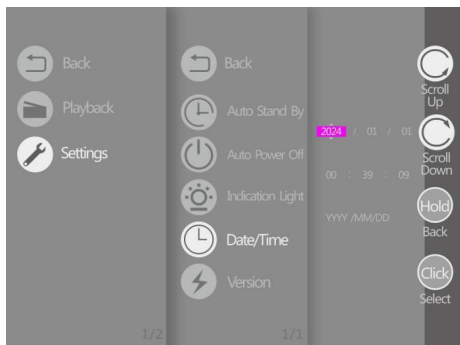 Back
Playback
Settings
1/2
Back
Auto Stand By
Auto Power Off
Indication Light
Date/Time
Version
1/1
2024 / 01 / 01
00 : 39 : 09
YYYY /MM/DD
Scroll
Up
Scroll
Down
Hold
Back
Click
Select